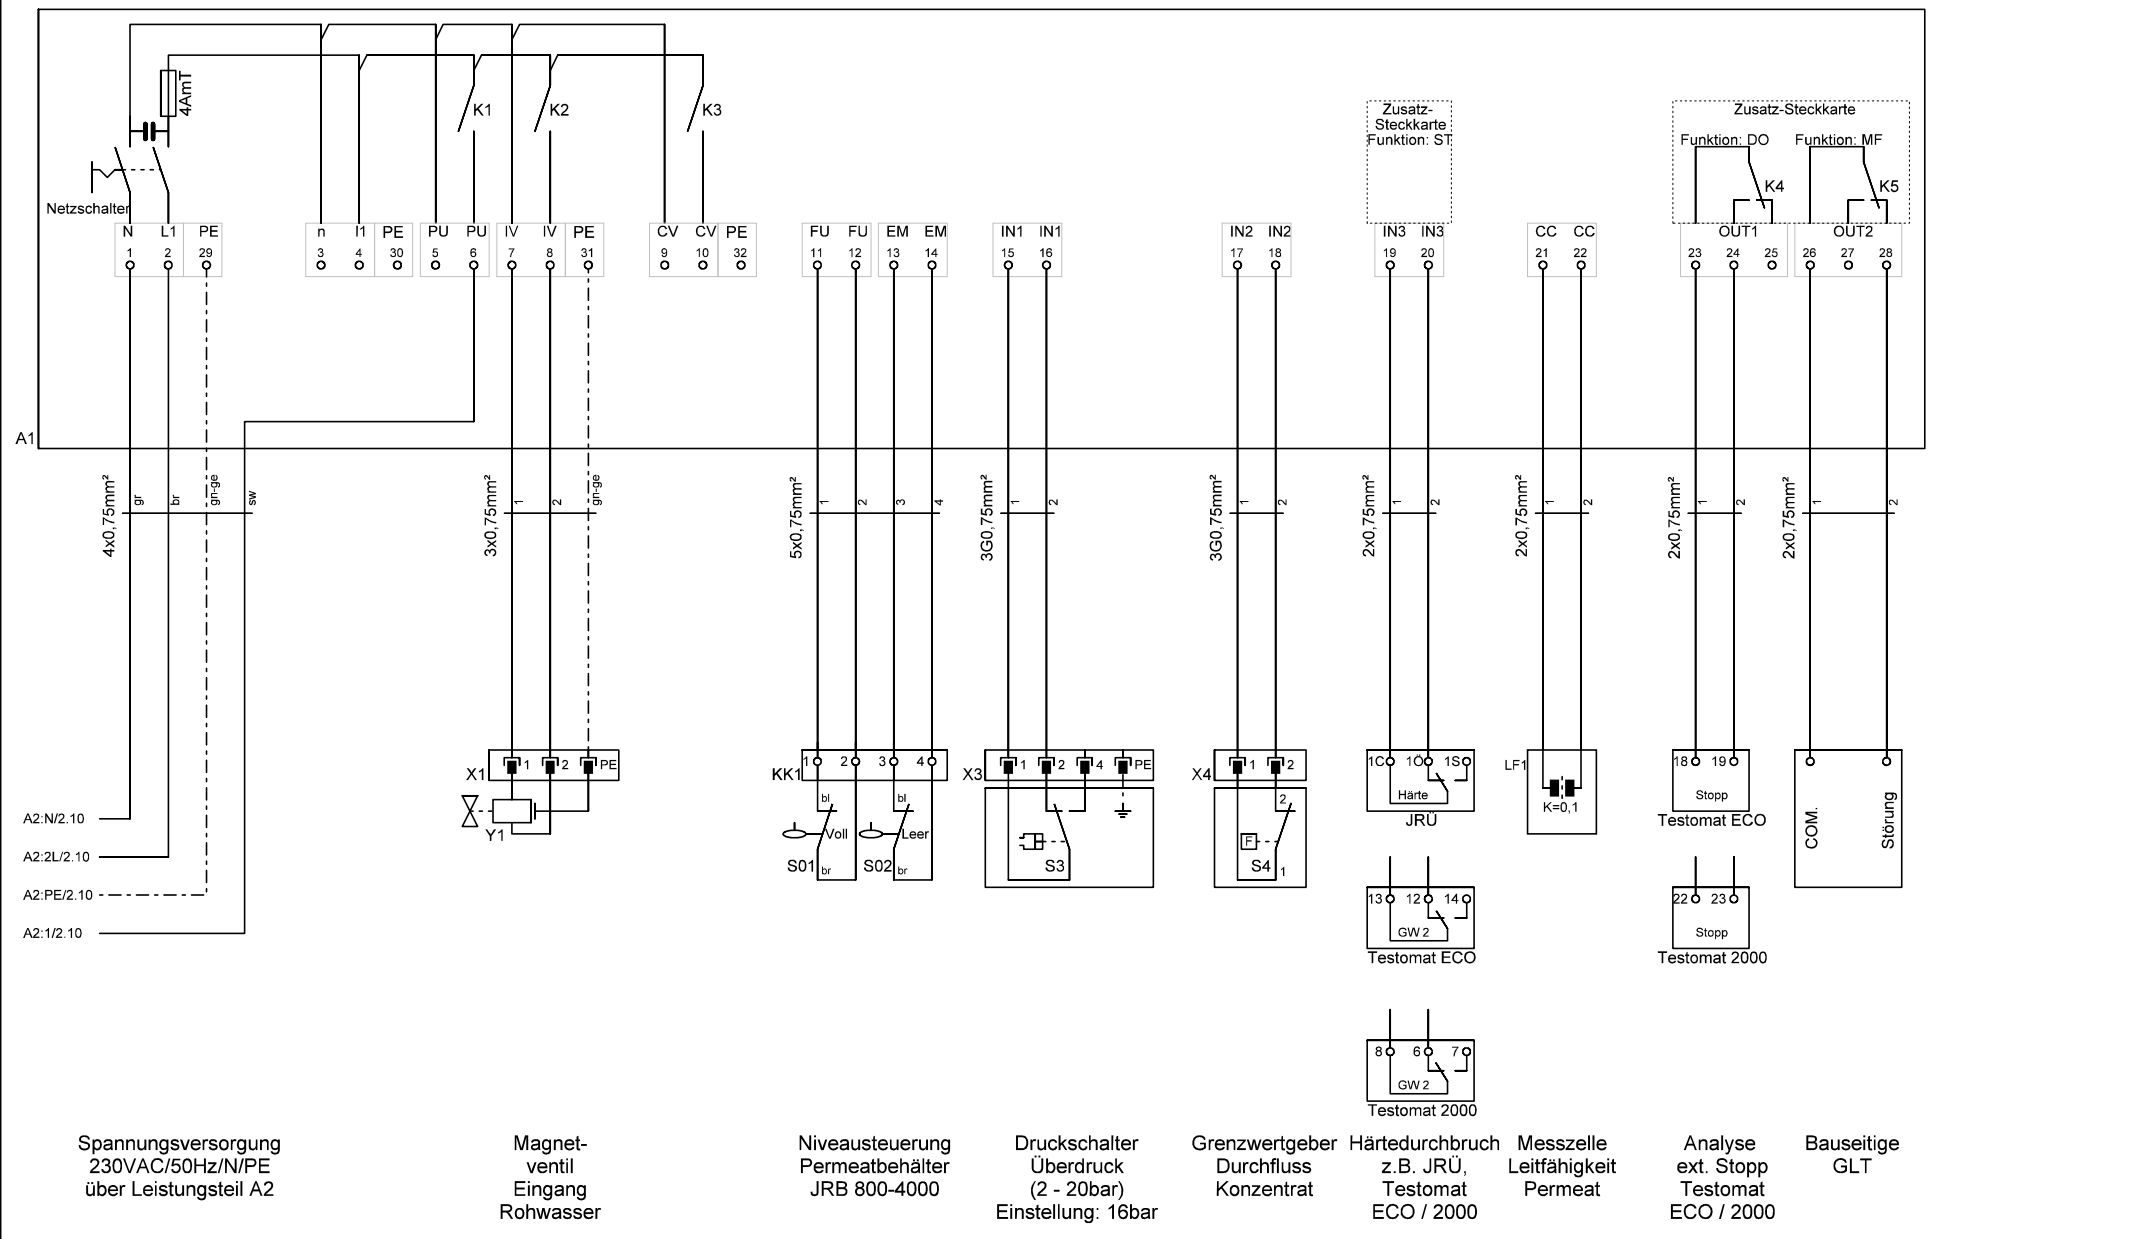 4AmT
K1
K2
K3
Netzschalter
Zusatz-
Steckkarte
Funktion: ST
Zusatz-Steckkarte
Funktion: DO
Funktion: MF
K4
K5
N L1 PE
1 2 29
n l1 PE
3 4 30
PU PU
5 6
IV IV PE
7 8 31
CV CV PE
9 10 32
FU FU
11 12
EM EM
13 14
IN1 IN1
15 16
IN2 IN2
17 18
IN3 IN3
19 20
CC CC
21 22
OUT1
23 24 25
OUT2
26 27 28
A1
4x0,75mm²
gr
br
gn-ge
sw
3x0,75mm²
1
2
gn-ge
5x0,75mm²
1
2
3
4
3G0,75mm²
1
2
3G0,75mm²
1
2
2x0,75mm²
1
2
2x0,75mm²
1
2
2x0,75mm²
1
2
2x0,75mm²
1
2
A2:N/2.10
A2:2L/2.10
A2:PE/2.10
A2:1/2.10
X1
1 2 PE
Y1
KK1
1 2 3 4
bl
Voll
S01
br
bl
Leer
S02
br
X3
1 2 4 PE
S3
X4
1 2
2
F
S4
1
1C 1Ö 1S
Härte
JRÜ
13 12 14
GW 2
Testomat ECO
8 6 7
GW 2
Testomat 2000
LF1
K=0,1
18 19
Stopp
Testomat ECO
22 23
Stopp
Testomat 2000
COM.
Störung
Spannungsversorgung
230VAC/50Hz/N/PE
über Leistungsteil A2
Magnet-
ventil
Eingang
Rohwasser
Niveausteuerung
Permeatbehälter
JRB 800-4000
Druckschalter
Überdruck
(2 - 20bar)
Einstellung: 16bar
Grenzwertgeber
Durchfluss
Konzentrat
Härtedurchbruch
z.B. JRÜ,
Testomat
ECO / 2000
Messzelle
Leitfähigkeit
Permeat
Analyse
ext. Stopp
Testomat
ECO / 2000
Bauseitige
GLT